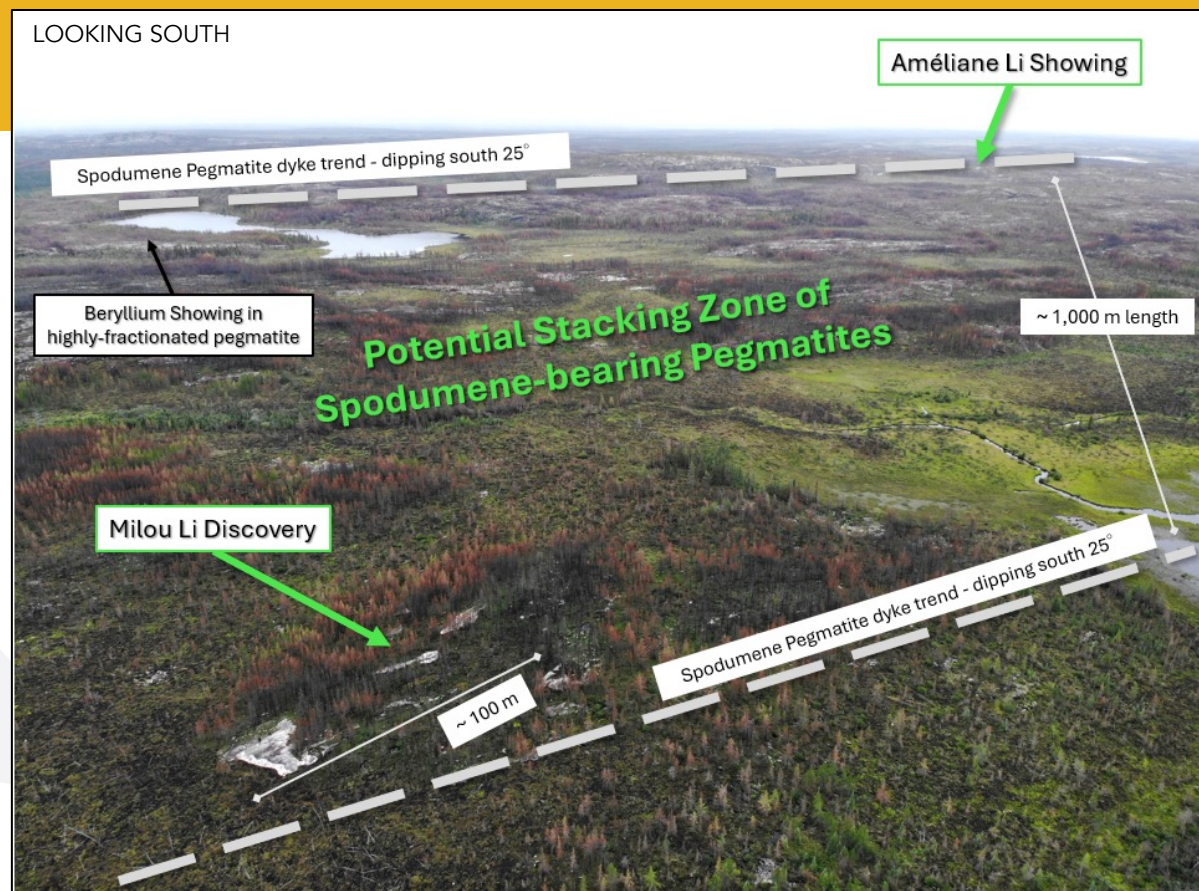 LOOKING SOUTH
Améliane Li Showing
Spodumene Pegmatite dyke trend - dipping south 25°
Beryllium Showing in
highly-fractionated pegmatite
~ 1,000 m length
Potential Stacking Zone of
Spodumene-bearing Pegmatites
Milou Li Discovery
Spodumene Pegmatite dyke trend - dipping south 25°
~ 100 m